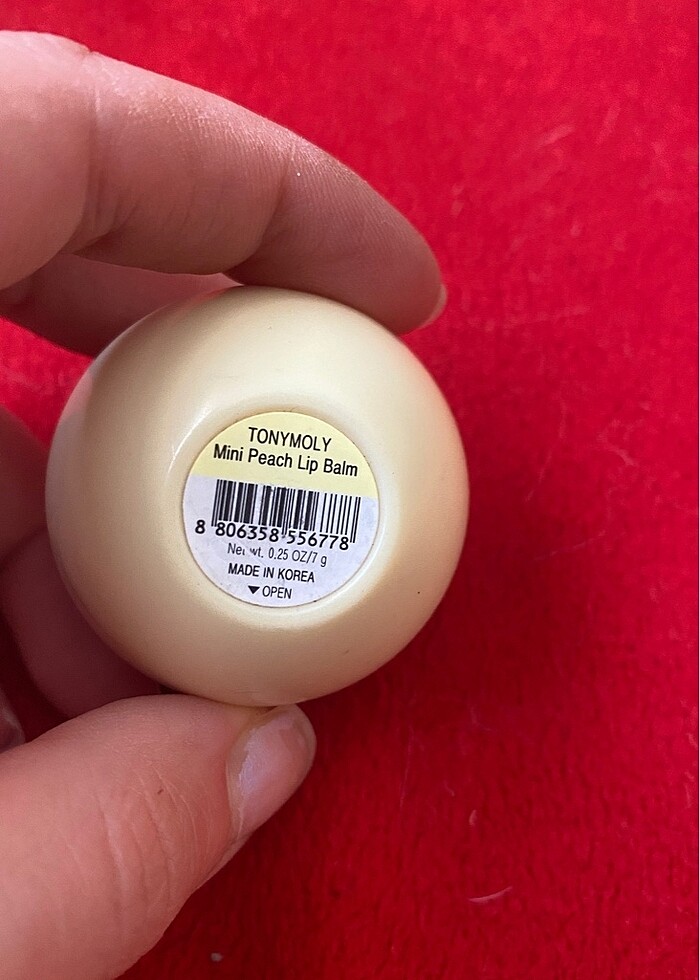 TONYMOLY
Mini Peach Lip Balm
8 806358 556778
Net wt. 0.25 OZ/7 g
MADE IN KOREA
▼OPEN